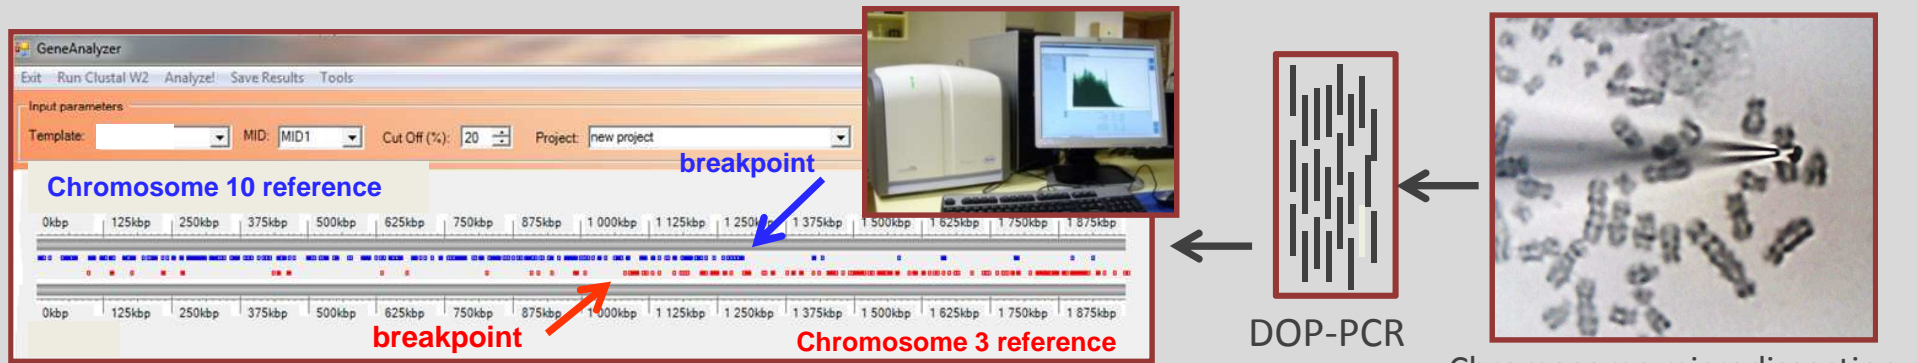 GeneAnalyzer
Exit Run Clustal W2 Analyze! Save Results Tools
Input parameters
Template: MID: MID1 Cut Off (%): 20 Project: new project
breakpoint
Chromosome 10 reference
0kbp 125kbp 250kbp 375kbp 500kbp 625kbp 750kbp 875kbp 1 000kbp 1 125kbp 1 250kbp 1 375kbp 1 500kbp 1 625kbp 1 750kbp 1 875kbp
0kbp 125kbp 250kbp 375kbp 500kbp 625kbp 750kbp 875kbp 1 000kbp 1 125kbp 1 250kbp 1 375kbp 1 500kbp 1 625kbp 1 750kbp 1 875kbp
breakpoint
Chromosome 3 reference
DOP-PCR